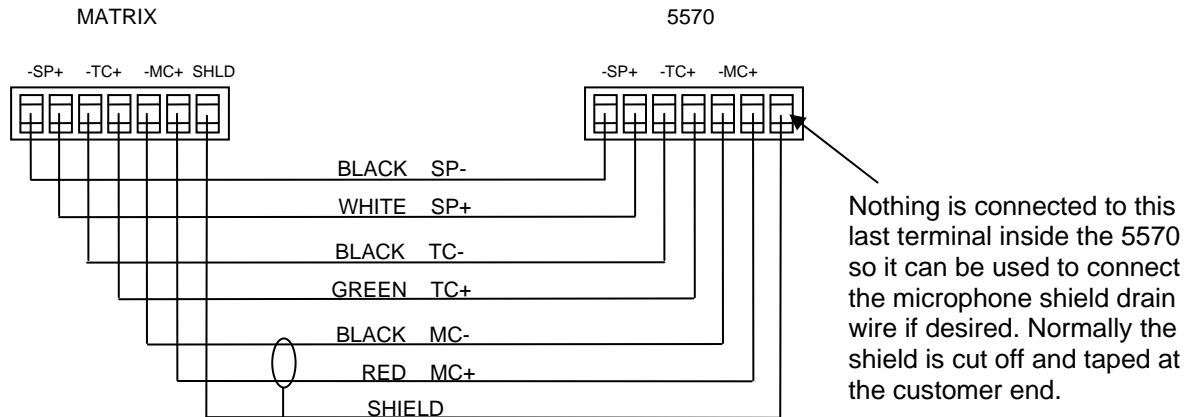 MATRIX 5570
-SP+ -TC+ -MC+ SHLD -SP+ -TC+ -MC+
BLACK SP-
WHITE SP+
BLACK TC-
GREEN TC+
BLACK MC-
RED MC+
SHIELD
Nothing is connected to this
last terminal inside the 5570
so it can be used to connect
the microphone shield drain
wire if desired. Normally the
shield is cut off and taped at
the customer end.